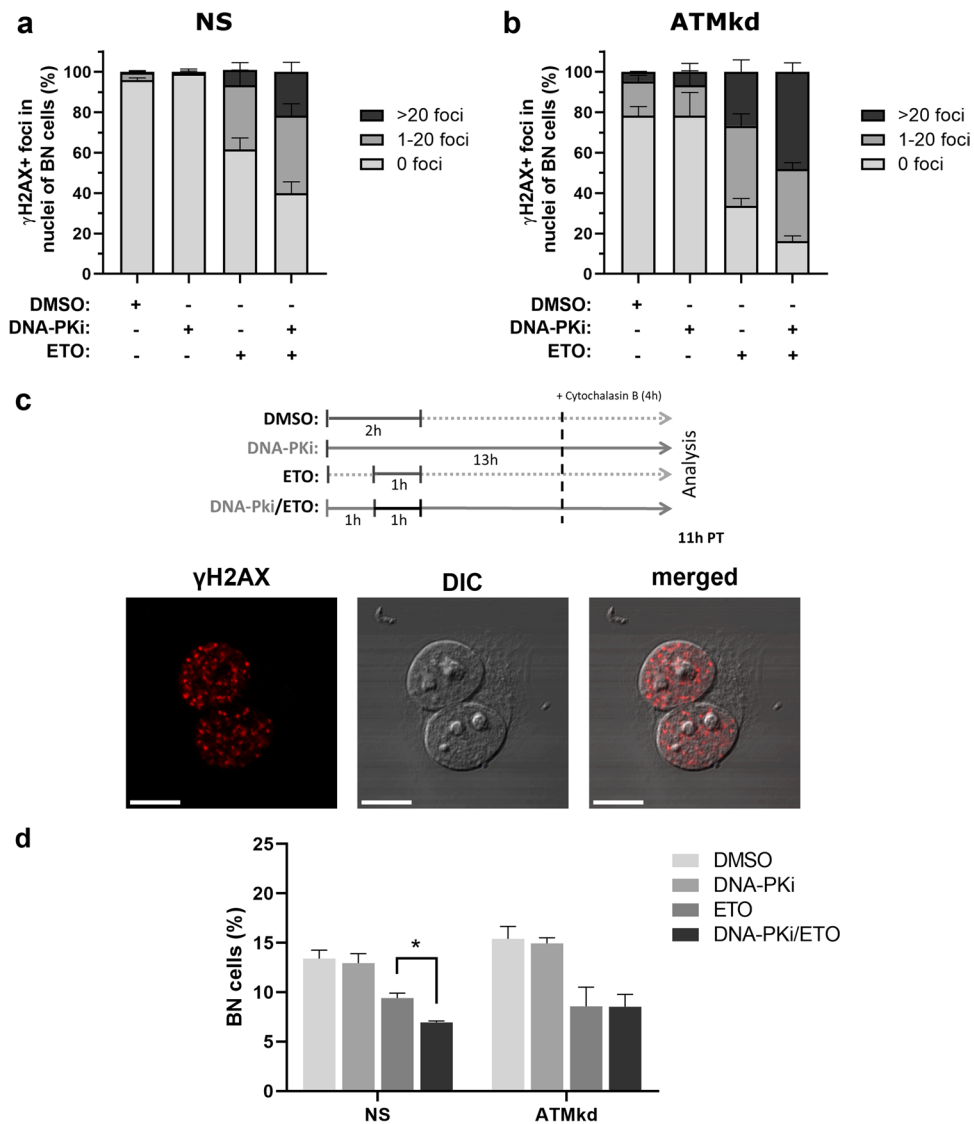 a
NS
γH2AX+ foci in
nuclei of BN cells (%)
100
80
60
40
20
0
>20 foci
1-20 foci
0 foci
DMSO: + - - -
DNA-PKi: - + - +
ETO: - - + +
b
ATMkd
γH2AX+ foci in
nuclei of BN cells (%)
100
80
60
40
20
0
>20 foci
1-20 foci
0 foci
DMSO: + - - -
DNA-PKi: - + - +
ETO: - - + +
c
+ Cytochalasin B (4h)
DMSO:
2h
DNA-PKi:
13h
ETO:
1h
DNA-Pki/ETO:
1h 1h
Analysis
11h PT
γH2AX
DIC
merged
d
BN cells (%)
25
20
15
10
5
0
*
NS
ATMkd
DMSO
DNA-PKi
ETO
DNA-PKi/ETO